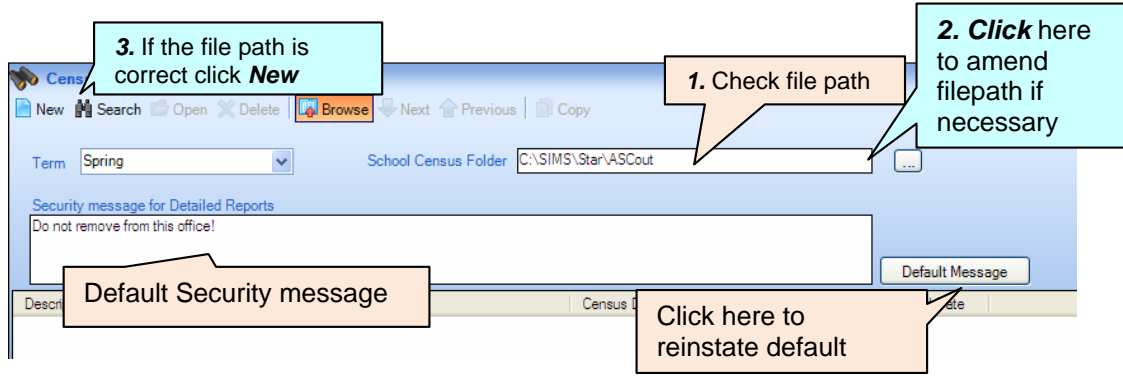 3. If the file path is
correct click New
2. Click here
to amend
filepath if
necessary
1. Check file path
New Search Open Delete Browse Next Previous Copy
Term Spring School Census Folder C:\SIMS\Star\ASCout ...
Security message for Detailed Reports
Do not remove from this office!
Default Security message
Default Message
Census
Click here to
reinstate default